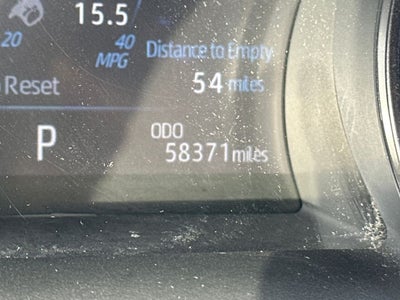 15.5
20 40
MPG
Distance to Empty
54 miles
Reset
P
ODO
58371 miles